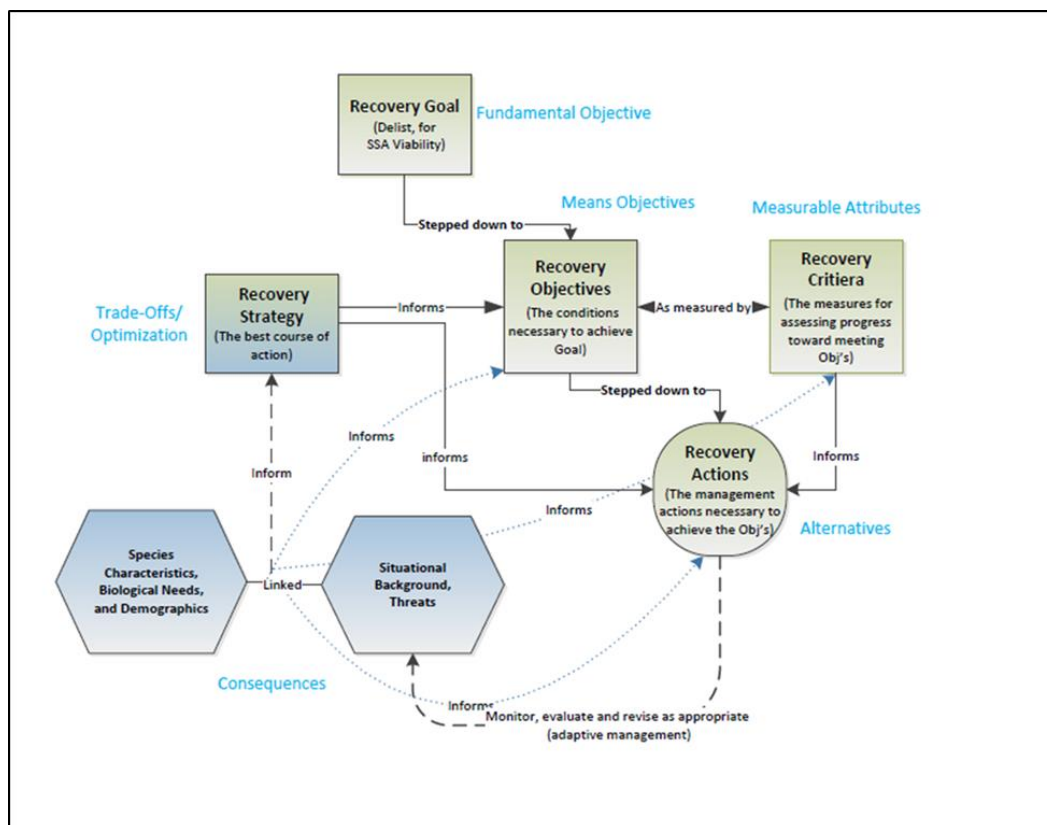 Recovery Goal
(Delist, for
SSA Viability)
Fundamental Objective
Stepped down to
Means Objectives
Measurable Attributes
Recovery
Objectives
(The conditions
necessary to achieve
Goal)
As measured by
Recovery
Critiera
(The measures for
assessing progress
toward meeting
Obj's)
Trade-Offs/
Optimization
Recovery
Strategy
(The best course of
action)
Informs
Stepped down to
Informs
informs
Inform
Informs
Informs
Recovery
Actions
(The management
actions necessary to
achieve the Obj's)
Alternatives
Species
Characteristics,
Biological Needs,
and Demographics
Linked
Situational
Background,
Threats
Consequences
Informs
Monitor, evaluate and revise as appropriate
(adaptive management)